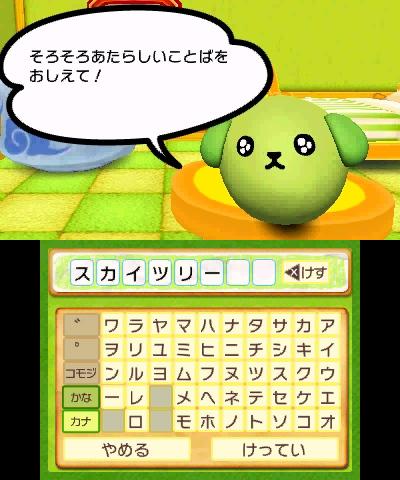 そろそろあたらしいことばを
おしえて！
スカイツリー けす
゛ ワ ラ ヤ マ ハ ナ タ サ カ ア
゜ ヲ リ ユ ミ ヒ ニ チ シ キ イ
コモジ ン ル ヨ ム フ ヌ ツ ス ク ウ
かな ー レ メ ヘ ネ テ セ ケ エ
カナ ロ モ ホ ノ ト ソ コ オ
やめる けってい